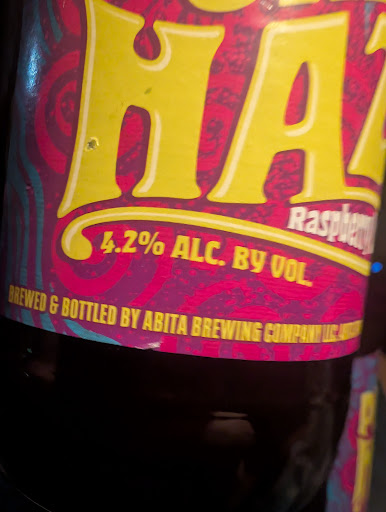 HA
Raspberry
4.2% ALC. BY VOL.
BREWED & BOTTLED BY ABITA BREWING COMPANY LLC,